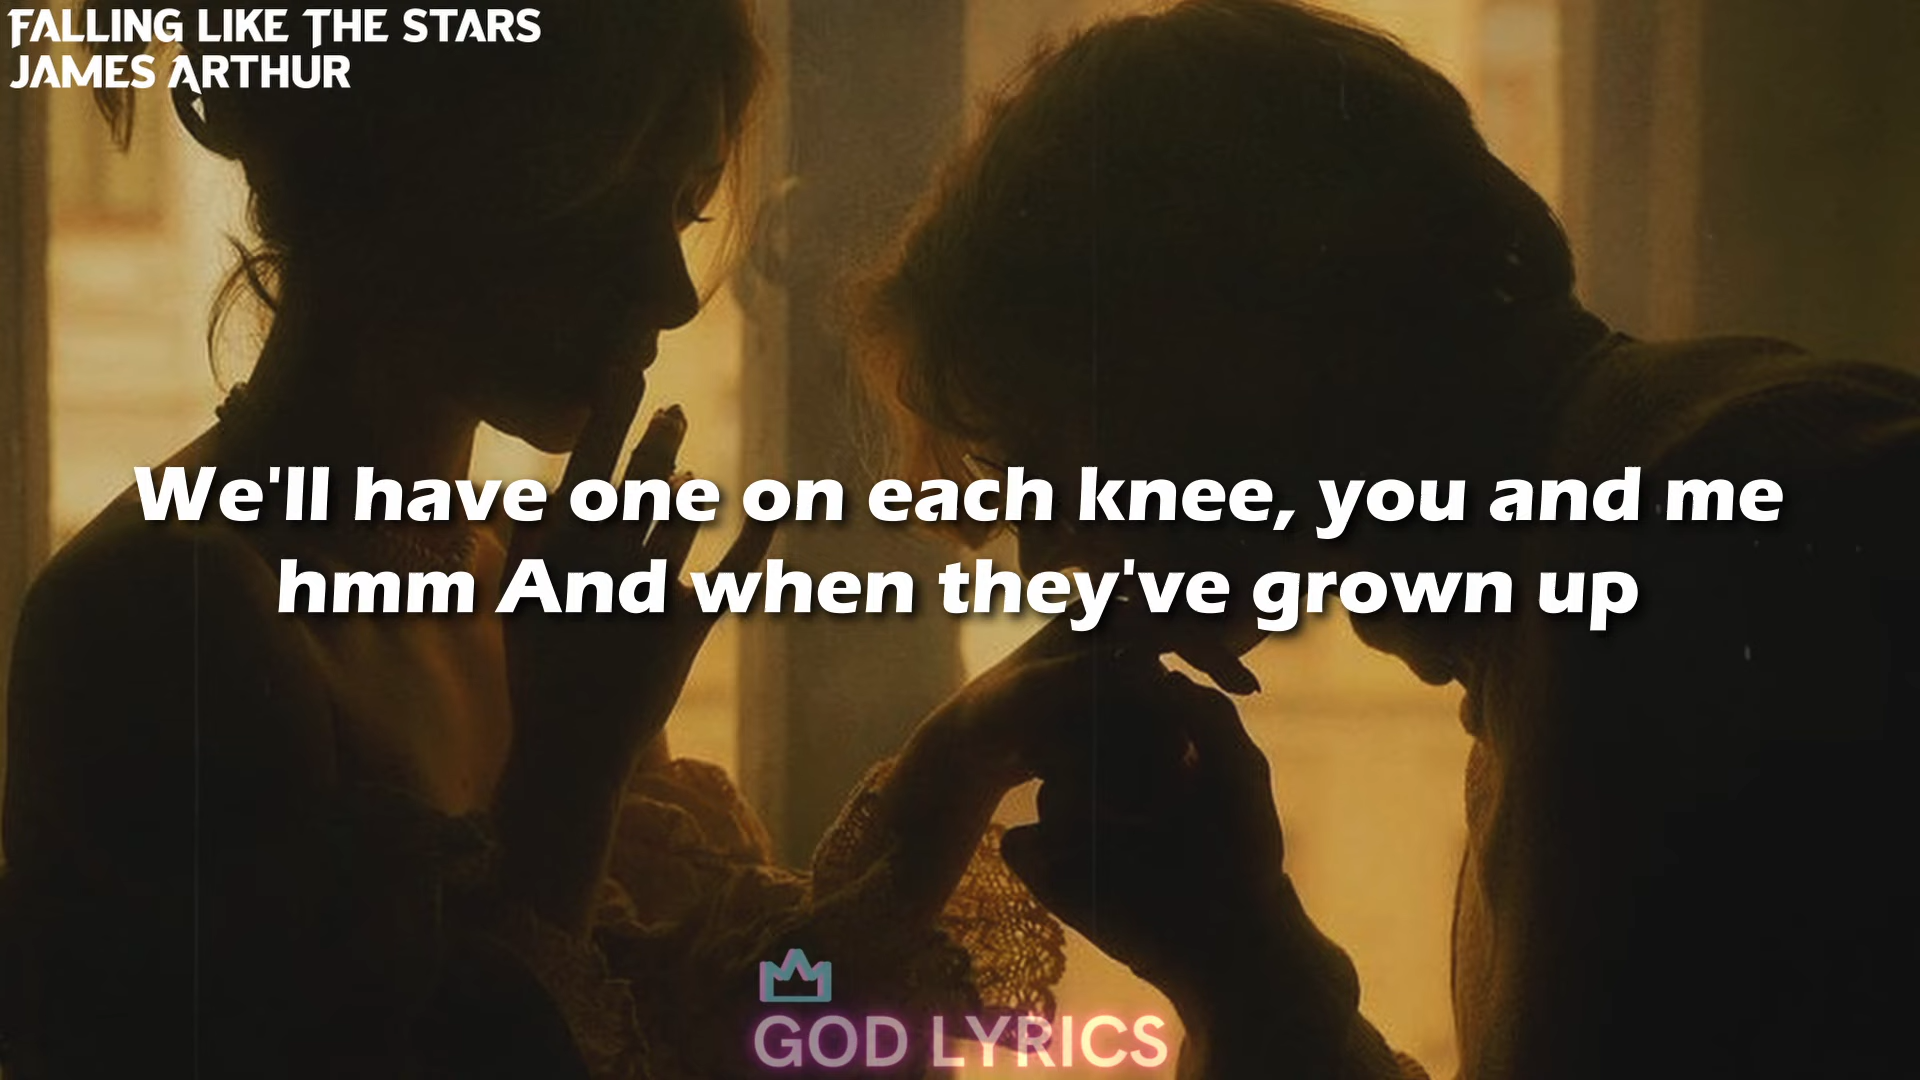 FALLING LIKE THE STARS
JAMES ARTHUR
We'll have one on each knee, you and me
hmm And when they've grown up
GOD LYRICS